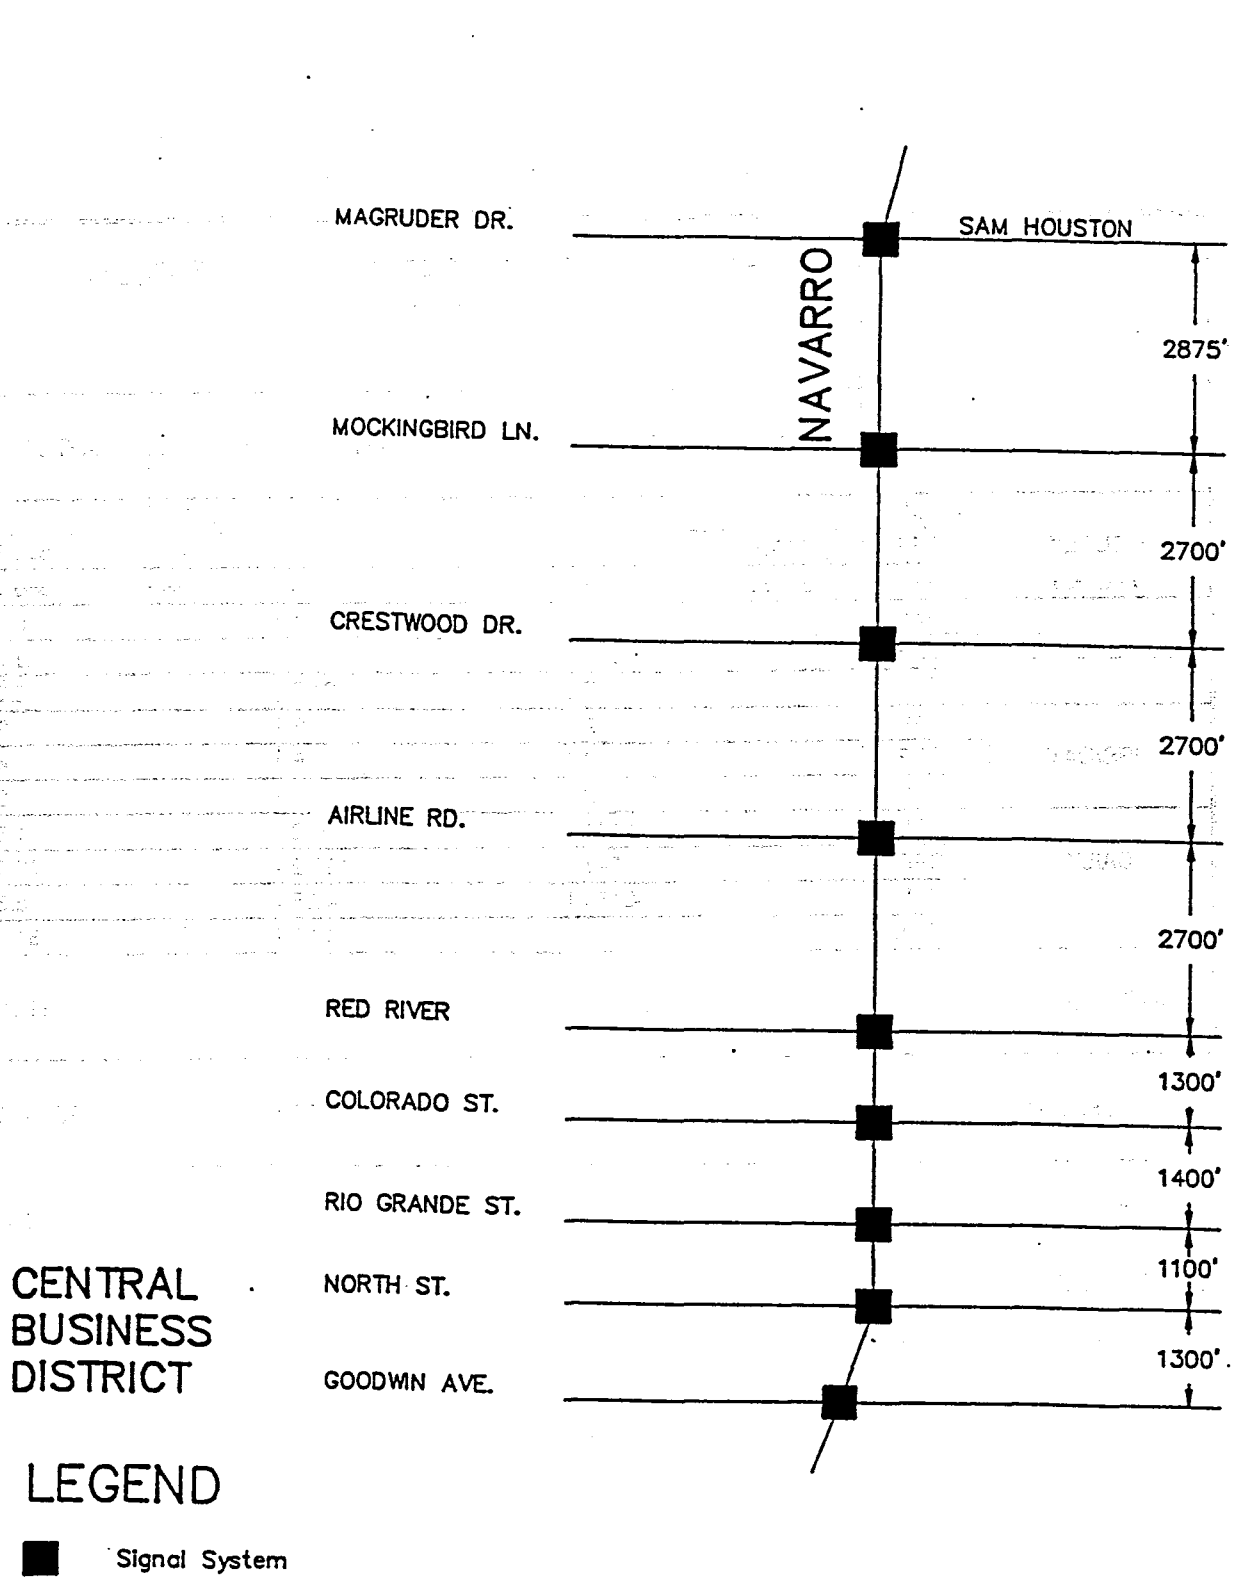 MAGRUDER DR.
SAM HOUSTON
NAVARRO
2875'
MOCKINGBIRD LN.
2700'
CRESTWOOD DR.
2700'
AIRLINE RD.
2700'
RED RIVER
1300'
COLORADO ST.
1400'
RIO GRANDE ST.
1100'
NORTH ST.
1300'
GOODWIN AVE.
CENTRAL
BUSINESS
DISTRICT
LEGEND
Signal System